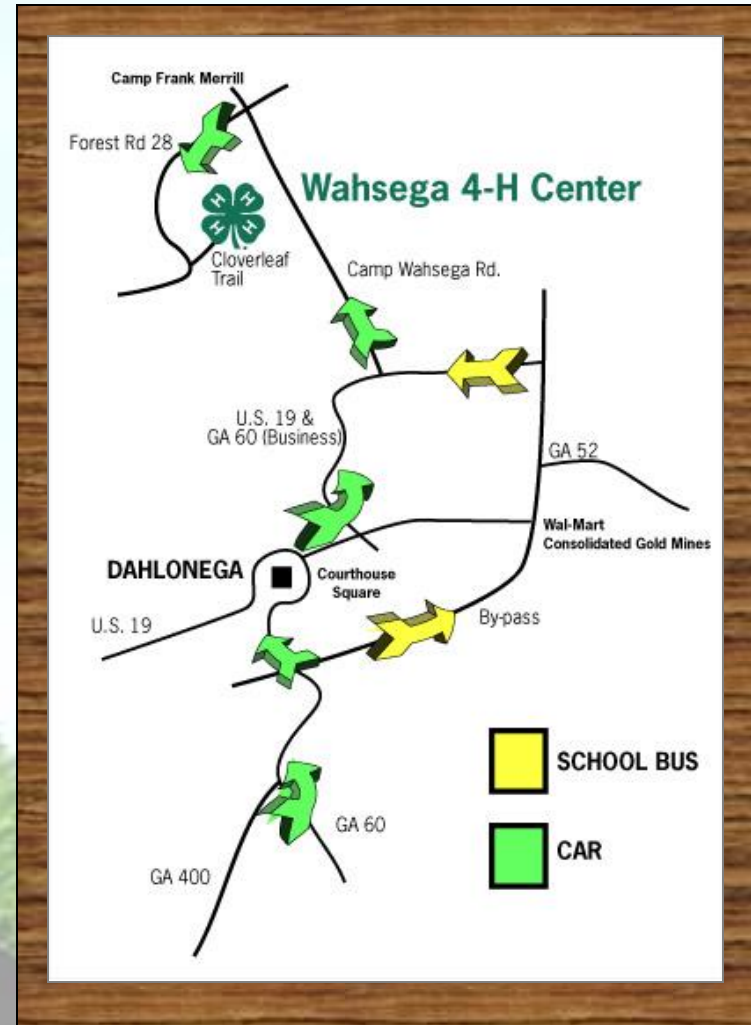 Camp Frank Merrill
Forest Rd 28
Wahsega 4-H Center
H H
H H
Cloverleaf
Trail
Camp Wahsega Rd.
U.S. 19 &
GA 60 (Business)
GA 52
Wal-Mart
Consolidated Gold Mines
DAHLONEGA
Courthouse
Square
U.S. 19
By-pass
SCHOOL BUS
GA 60
CAR
GA 400